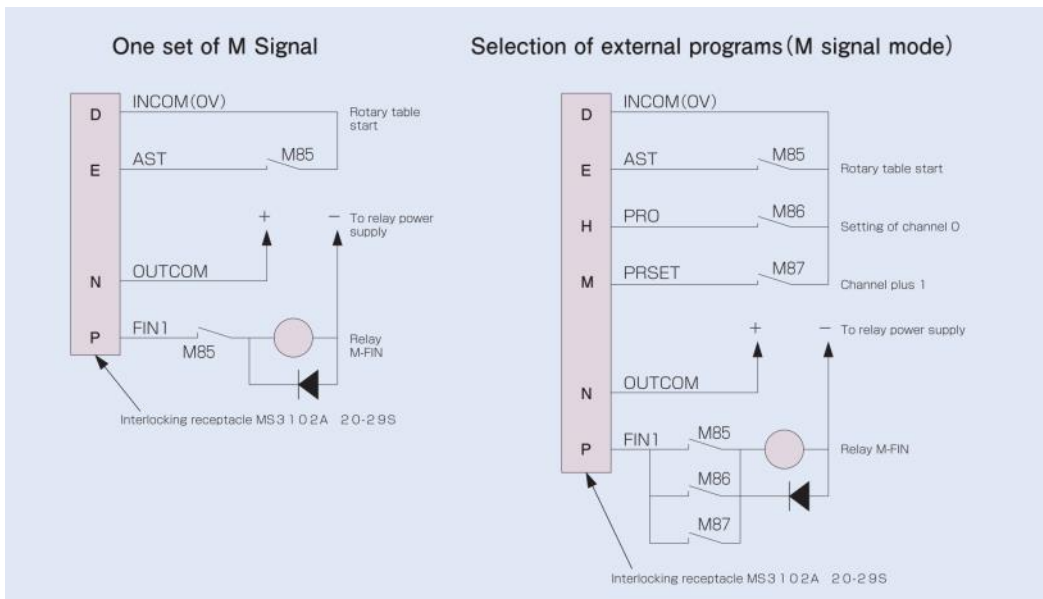 One set of M Signal
D
INCOM(0V)
Rotary table
start
E
AST
M85
+
−
To relay power
supply
N
OUTCOM
P
FIN1
M85
Relay
M-FIN
Interlocking receptacle MS3102A 20-29S
Selection of external programs(M signal mode)
D
INCOM(0V)
E
AST
M85
Rotary table start
H
PRO
M86
Setting of channel 0
M
PRSET
M87
Channel plus 1
+
−
To relay power supply
N
OUTCOM
P
FIN1
M85
Relay M-FIN
M86
M87
Interlocking receptacle MS3102A 20-29S